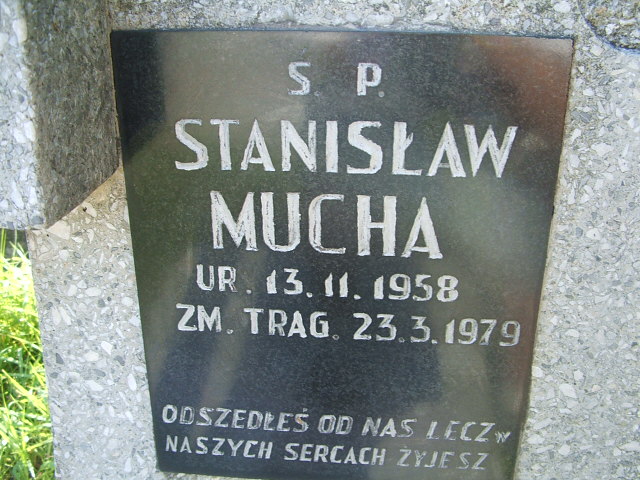 S. P.
STANISŁAW
MUCHA
UR. 13.11.1958
ZM. TRAG. 23.3.1979
ODSZEDŁEŚ OD NAS LECZ W
NASZYCH SERCACH ŻYJESZ